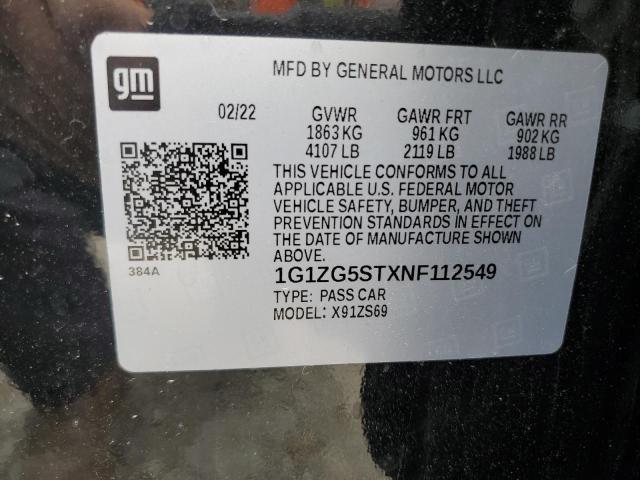 gm
MFD BY GENERAL MOTORS LLC
02/22 GVWR GAWR FRT GAWR RR
1863 KG 961 KG 902 KG
4107 LB 2119 LB 1988 LB
THIS VEHICLE CONFORMS TO ALL
APPLICABLE U.S. FEDERAL MOTOR
VEHICLE SAFETY, BUMPER, AND THEFT
PREVENTION STANDARDS IN EFFECT ON
THE DATE OF MANUFACTURE SHOWN
ABOVE.
384A
1G1ZG5STXNF112549
TYPE: PASS CAR
MODEL: X91ZS69